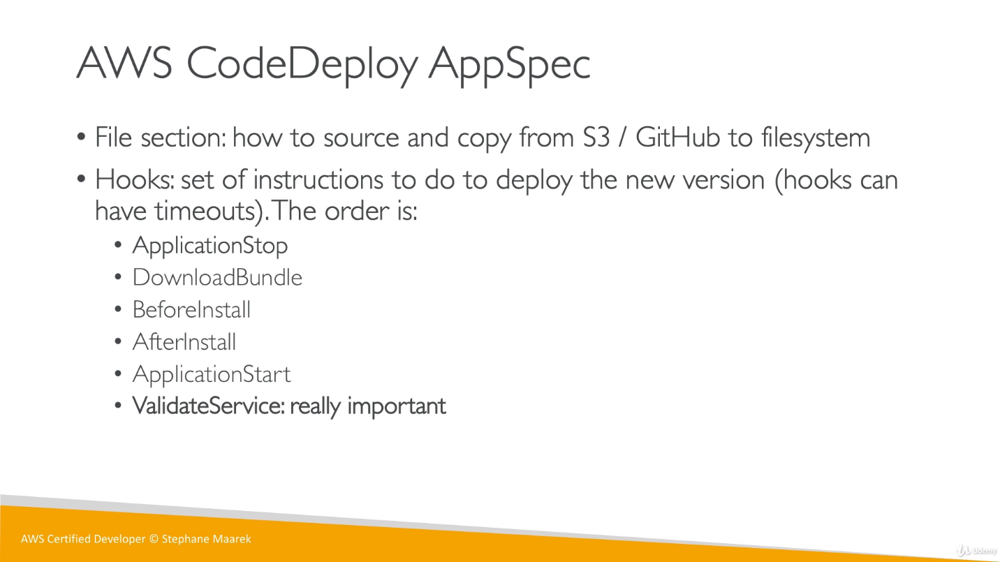 AWS CodeDeploy AppSpec
• File section: how to source and copy from S3 / GitHub to filesystem
• Hooks: set of instructions to do to deploy the new version (hooks can
have timeouts). The order is:
• ApplicationStop
• DownloadBundle
• BeforeInstall
• AfterInstall
• ApplicationStart
• ValidateService: really important
AWS Certified Developer © Stephane Maarek
Udemy